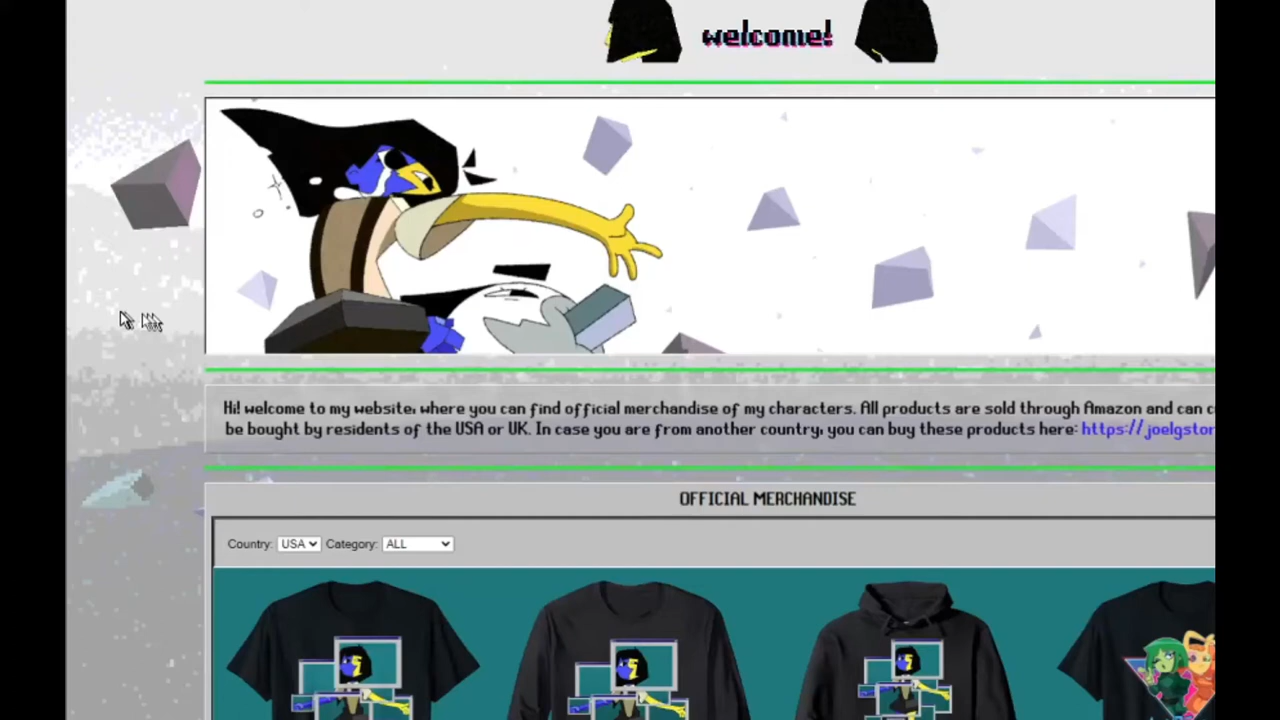 welcome!
Hi! welcome to my website, where you can find official merchandise of my characters. All products are sold through Amazon and can
be bought by residents of the USA or UK. In case you are from another country, you can buy these products here: https://joelgstor
OFFICIAL MERCHANDISE
Country: USA Category: ALL